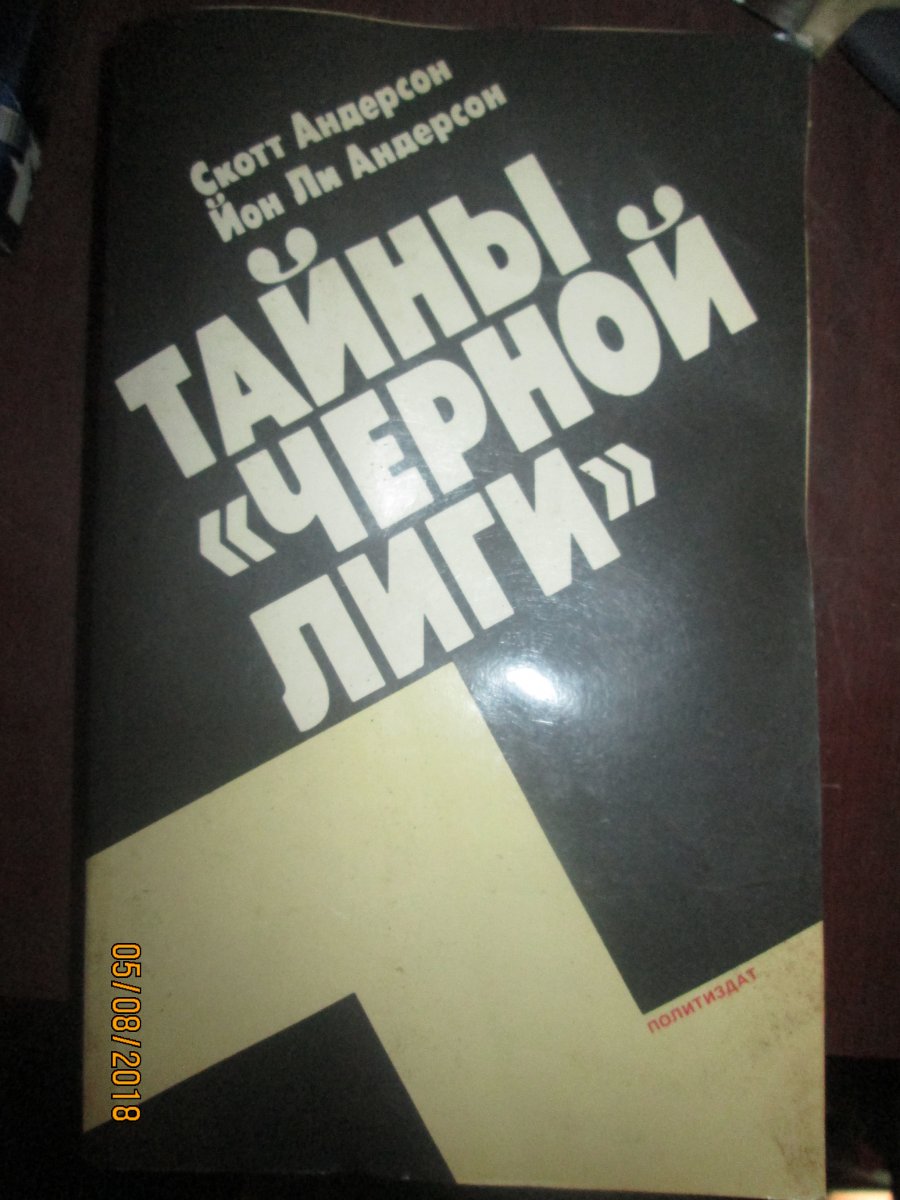 Скотт Андерсон
Йон Ли Андерсон
ТАЙНЫ
«ЧЕРНОЙ
ЛИГИ»
ПОЛИТИЗДАТ
05/08/2018